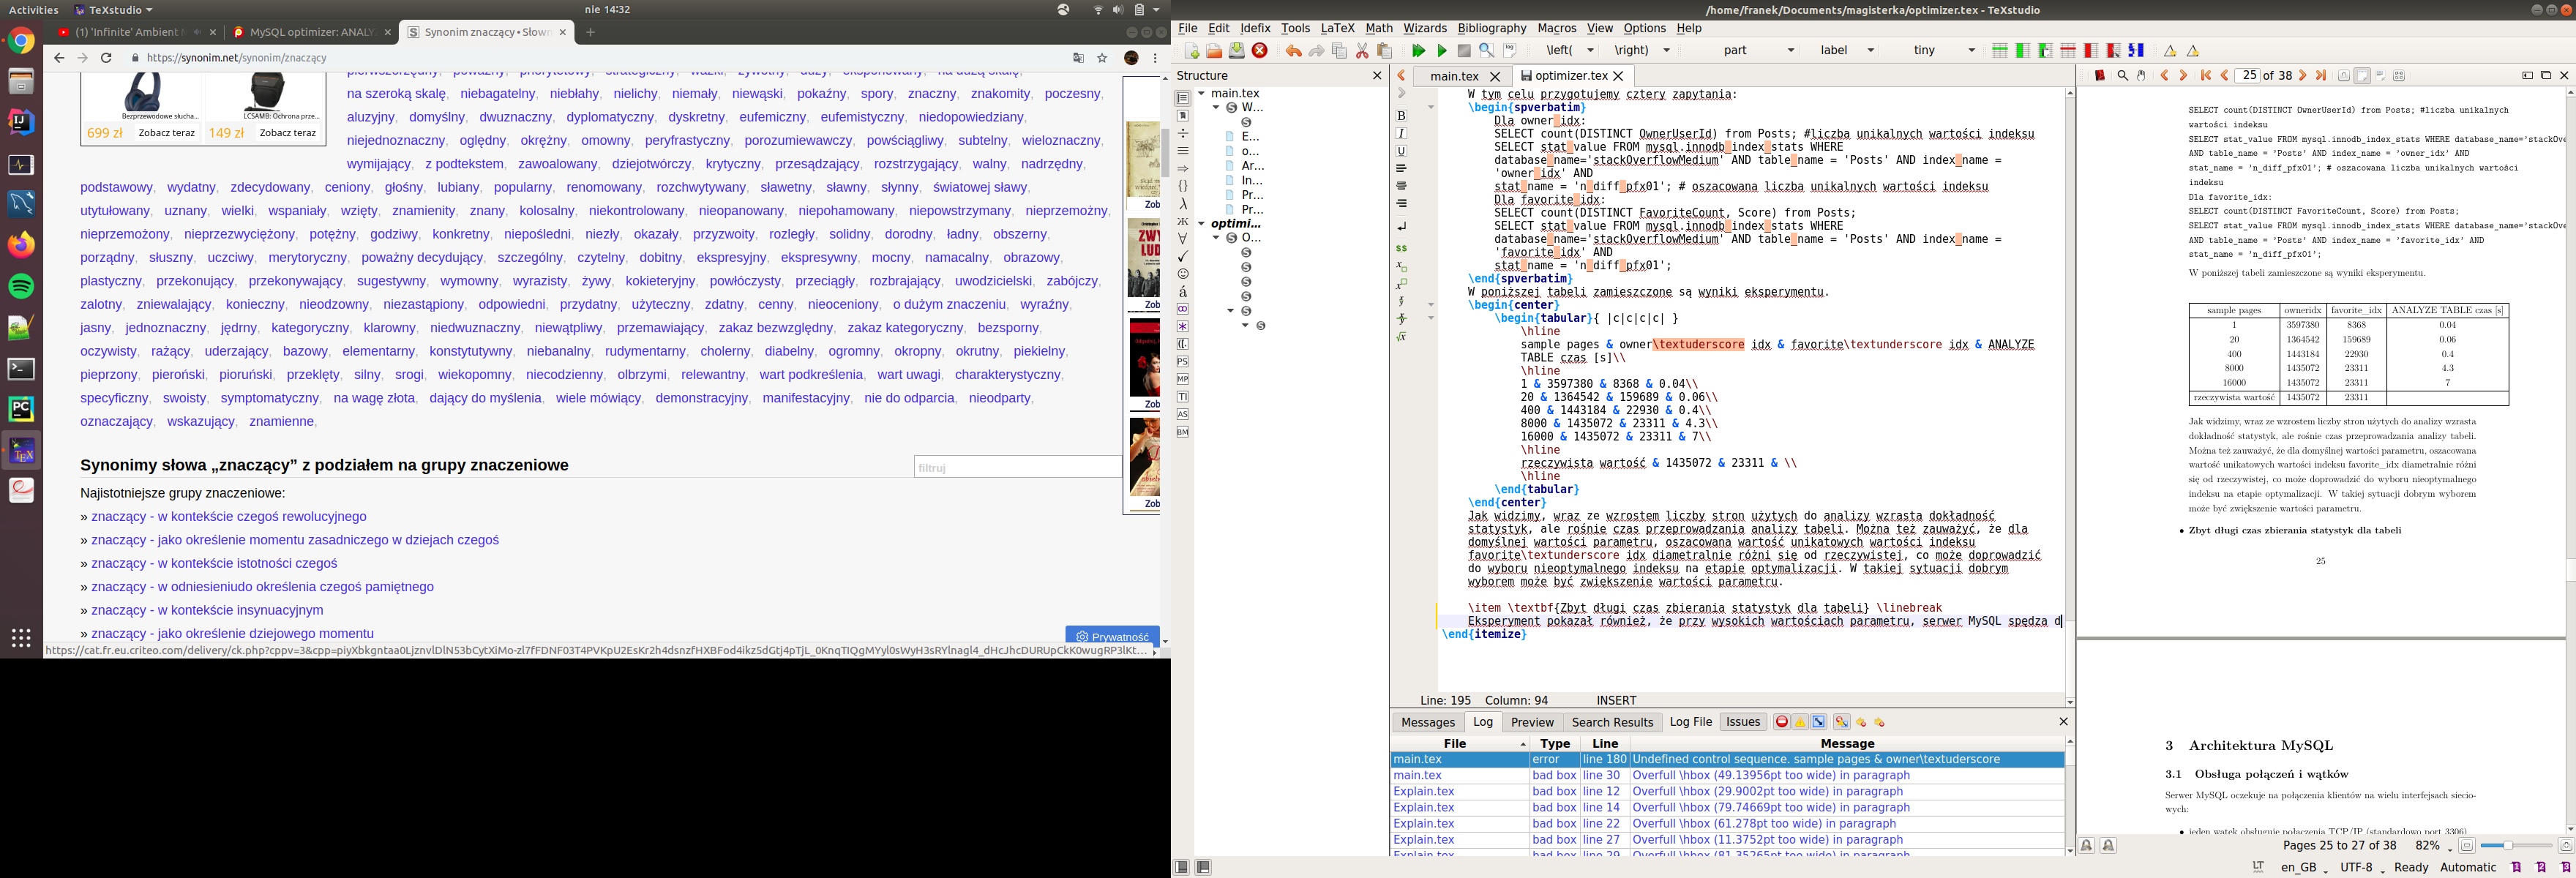 Activities TeXstudio nie 14:32
(1) 'Infinite' Ambient M
MySQL optimizer: ANALY
Synonim znaczący • Słown
https://synonim.net/synonim/znaczący
Bezprzewodowe słucha...
LCSAMB: Ochrona prze...
699 zł Zobacz teraz 149 zł Zobacz teraz
pierwszorzędny, poważny, priorytetowy, strategiczny, ważki, żywotny, duży, eksponowany, na dużą skalę,
na szeroką skalę, niebagatelny, niebłahy, nielichy, niemały, niewąski, pokaźny, spory, znaczny, znakomity, poczesny,
aluzyjny, domyślny, dwuznaczny, dyplomatyczny, dyskretny, eufemiczny, eufemistyczny, niedopowiedziany,
niejednoznaczny, oględny, okrężny, omowny, peryfrastyczny, porozumiewawczy, powściągliwy, subtelny, wieloznaczny,
wymijający, z podtekstem, zawoalowany, dziejotwórczy, krytyczny, przesądzający, rozstrzygający, walny, nadrzędny,
podstawowy, wydatny, zdecydowany, ceniony, głośny, lubiany, popularny, renomowany, rozchwytywany, sławetny, sławny, słynny, światowej sławy,
utytułowany, uznany, wielki, wspaniały, wzięty, znamienity, znany, kolosalny, niekontrolowany, nieopanowany, niepohamowany, niepowstrzymany, nieprzemożny,
nieprzemożony, nieprzezwyciężony, potężny, godziwy, konkretny, niepośledni, niezły, okazały, przyzwoity, rozległy, solidny, dorodny, ładny, obszerny,
porządny, słuszny, uczciwy, merytoryczny, poważny decydujący, szczególny, czytelny, dobitny, ekspresyjny, ekspresywny, mocny, namacalny, obrazowy,
plastyczny, przekonujący, przekonywający, sugestywny, wymowny, wyrazisty, żywy, kokieteryjny, powłóczysty, przeciągły, rozbrajający, uwodzicielski, zabójczy,
zalotny, zniewalający, konieczny, nieodzowny, niezastąpiony, odpowiedni, przydatny, użyteczny, zdatny, cenny, nieoceniony, o dużym znaczeniu, wyraźny,
jasny, jednoznaczny, jędrny, kategoryczny, klarowny, niedwuznaczny, niewątpliwy, przemawiający, zakaz bezwzględny, zakaz kategoryczny, bezsporny,
oczywisty, rażący, uderzający, bazowy, elementarny, konstytutywny, niebanalny, rudymentarny, cholerny, diabelny, ogromny, okropny, okrutny, piekielny,
pieprzony, pieroński, pioruński, przeklęty, silny, srogi, wiekopomny, niecodzienny, olbrzymi, relewantny, wart podkreślenia, wart uwagi, charakterystyczny,
specyficzny, swoisty, symptomatyczny, na wagę złota, dający do myślenia, wiele mówiący, demonstracyjny, manifestacyjny, nie do odparcia, nieodparty,
oznaczający, wskazujący, znamienne,
Zob
Zob
Zob
Zob
Synonimy słowa „znaczący” z podziałem na grupy znaczeniowe
filtruj
Najistotniejsze grupy znaczeniowe:
» znaczący - w kontekście czegoś rewolucyjnego
» znaczący - jako określenie momentu zasadniczego w dziejach czegoś
» znaczący - w kontekście istotności czegoś
» znaczący - w odniesieniudo określenia czegoś pamiętnego
» znaczący - w kontekście insynuacyjnym
» znaczący - jako określenie dziejowego momentu
Prywatność
/home/franek/Documents/magisterka/optimizer.tex - TeXstudio
File Edit Idefix Tools LaTeX Math Wizards Bibliography Macros View Options Help
\left( \right) part label tiny
Structure
main.tex
W...
E...
o...
Ar...
In...
Pr...
Pr...
optimi...
O...
main.tex optimizer.tex
W tym celu przygotujemy cztery zapytania:
\begin{spverbatim}
Dla owner_idx:
SELECT count(DISTINCT OwnerUserId) from Posts; #liczba unikalnych wartości indeksu
SELECT stat_value FROM mysql.innodb_index_stats WHERE
database_name='stackOverflowMedium' AND table_name = 'Posts' AND index_name =
'owner_idx' AND
stat_name = 'n_diff_pfx01'; # oszacowana liczba unikalnych wartości indeksu
Dla favorite_idx:
SELECT count(DISTINCT FavoriteCount, Score) from Posts;
SELECT stat_value FROM mysql.innodb_index_stats WHERE
database_name='stackOverflowMedium' AND table_name = 'Posts' AND index_name =
'favorite_idx' AND
stat_name = 'n_diff_pfx01';
\end{spverbatim}
W poniższej tabeli zamieszczone są wyniki eksperymentu.
\begin{center}
\begin{tabular}{ |c|c|c|c| }
\hline
sample pages & owner\textuderscore idx & favorite\textunderscore idx & ANALYZE
TABLE czas [s]\\
\hline
1 & 3597380 & 8368 & 0.04\\
20 & 1364542 & 159689 & 0.06\\
400 & 1443184 & 22930 & 0.4\\
8000 & 1435072 & 23311 & 4.3\\
16000 & 1435072 & 23311 & 7\\
\hline
rzeczywista wartość & 1435072 & 23311 & \\
\hline
\end{tabular}
\end{center}
Jak widzimy, wraz ze wzrostem liczby stron użytych do analizy wzrasta dokładność
statystyk, ale rośnie czas przeprowadzania analizy tabeli. Można też zauważyć, że dla
domyślnej wartości parametru, oszacowana wartość unikatowych wartości indeksu
favorite\textunderscore idx diametralnie różni się od rzeczywistej, co może doprowadzić
do wyboru nieoptymalnego indeksu na etapie optymalizacji. W takiej sytuacji dobrym
wyborem może być zwiększenie wartości parametru.
\item \textbf{Zbyt długi czas zbierania statystyk dla tabeli} \linebreak
Eksperyment pokazał również, że przy wysokich wartościach parametru, serwer MySQL spędza d
\end{itemize}
Line: 195 Column: 94 INSERT
Messages Log Preview Search Results Log File Issues
File Type Line Message
main.tex error line 180 Undefined control sequence. sample pages & owner\textuderscore
main.tex bad box line 30 Overfull \hbox (49.13956pt too wide) in paragraph
Explain.tex bad box line 12 Overfull \hbox (29.9002pt too wide) in paragraph
Explain.tex bad box line 14 Overfull \hbox (79.74669pt too wide) in paragraph
Explain.tex bad box line 22 Overfull \hbox (61.278pt too wide) in paragraph
Explain.tex bad box line 27 Overfull \hbox (11.3752pt too wide) in paragraph
Explain.tex bad box line 29 Overfull \hbox (81.35265pt too wide) in paragraph
25 of 38
SELECT count(DISTINCT OwnerUserId) from Posts; #liczba unikalnych
wartości indeksu
SELECT stat_value FROM mysql.innodb_index_stats WHERE database_name='stackOve
AND table_name = 'Posts' AND index_name = 'owner_idx' AND
stat_name = 'n_diff_pfx01'; # oszacowana liczba unikalnych wartości
indeksu
Dla favorite_idx:
SELECT count(DISTINCT FavoriteCount, Score) from Posts;
SELECT stat_value FROM mysql.innodb_index_stats WHERE database_name='stackOve
AND table_name = 'Posts' AND index_name = 'favorite_idx' AND
stat_name = 'n_diff_pfx01';
W poniższej tabeli zamieszczone są wyniki eksperymentu.
sample pages owneridx favorite_idx ANALYZE TABLE czas [s]
1 3597380 8368 0.04
20 1364542 159689 0.06
400 1443184 22930 0.4
8000 1435072 23311 4.3
16000 1435072 23311 7
rzeczywista wartość 1435072 23311
Jak widzimy, wraz ze wzrostem liczby stron użytych do analizy wzrasta
dokładność statystyk, ale rośnie czas przeprowadzania analizy tabeli.
Można też zauważyć, że dla domyślnej wartości parametru, oszacowana
wartość unikatowych wartości indeksu favorite_idx diametralnie różni
się od rzeczywistej, co może doprowadzić do wyboru nieoptymalnego
indeksu na etapie optymalizacji. W takiej sytuacji dobrym wyborem
może być zwiększenie wartości parametru.
• Zbyt długi czas zbierania statystyk dla tabeli
25
3 Architektura MySQL
3.1 Obsługa połączeń i wątków
Serwer MySQL oczekuje na połączenia klientów na wielu interfejsach siecio-
wych:
• jeden wątek obsługuje połączenia TCP/IP (standardowo port 3306)
Pages 25 to 27 of 38 82%
en_GB UTF-8 Ready Automatic